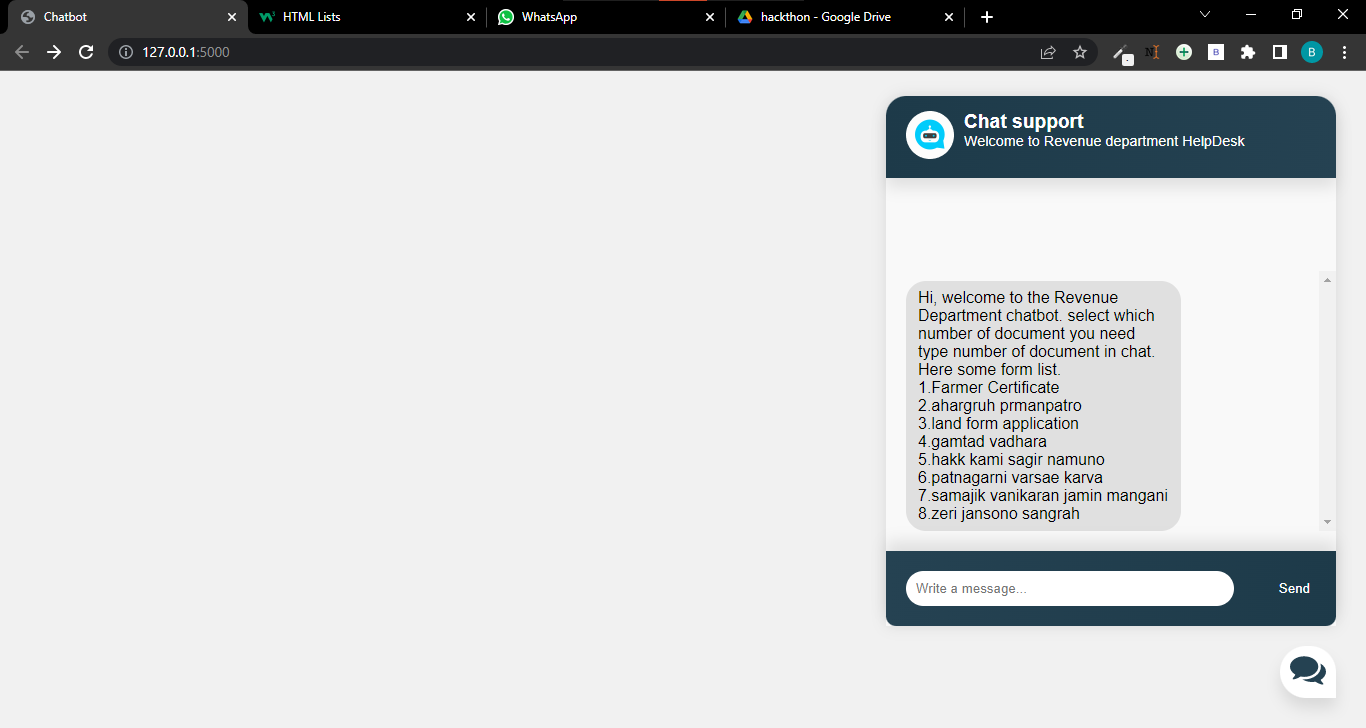 Chatbot
HTML Lists
WhatsApp
hackthon - Google Drive
127.0.0.1:5000
B
B
Chat support
Welcome to Revenue department HelpDesk
Hi, welcome to the Revenue
Department chatbot. select which
number of document you need
type number of document in chat.
Here some form list.
1.Farmer Certificate
2.ahargruh prmanpatro
3.land form application
4.gamtad vadhara
5.hakk kami sagir namuno
6.patnagarni varsae karva
7.samajik vanikaran jamin mangani
8.zeri jansono sangrah
Write a message...
Send